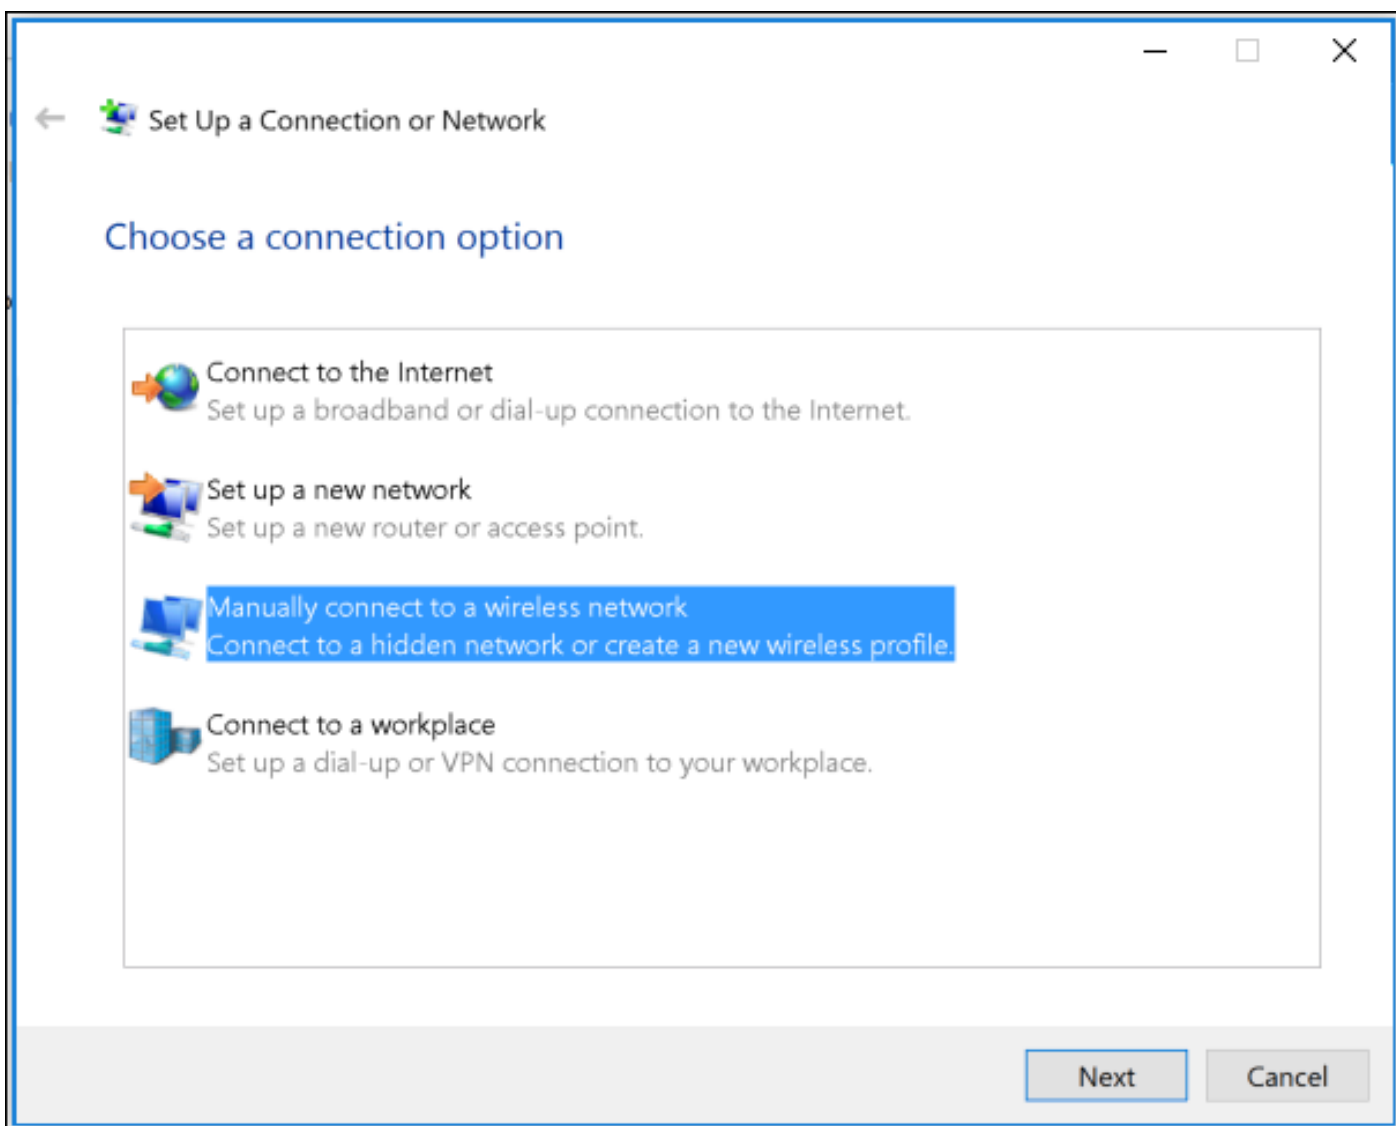 Set Up a Connection or Network
Choose a connection option
Connect to the Internet
Set up a broadband or dial-up connection to the Internet.
Set up a new network
Set up a new router or access point.
Manually connect to a wireless network
Connect to a hidden network or create a new wireless profile.
Connect to a workplace
Set up a dial-up or VPN connection to your workplace.
Next
Cancel